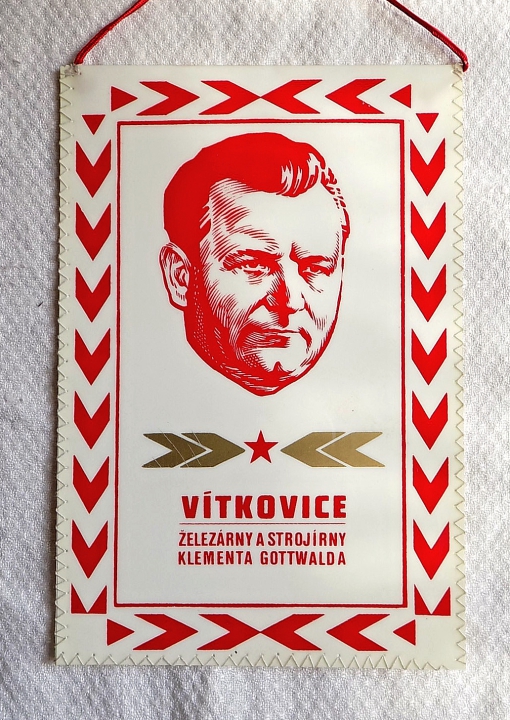 VÍTKOVICE
ŽELEZÁRNY A STROJÍRNY
KLEMENTA GOTTWALDA